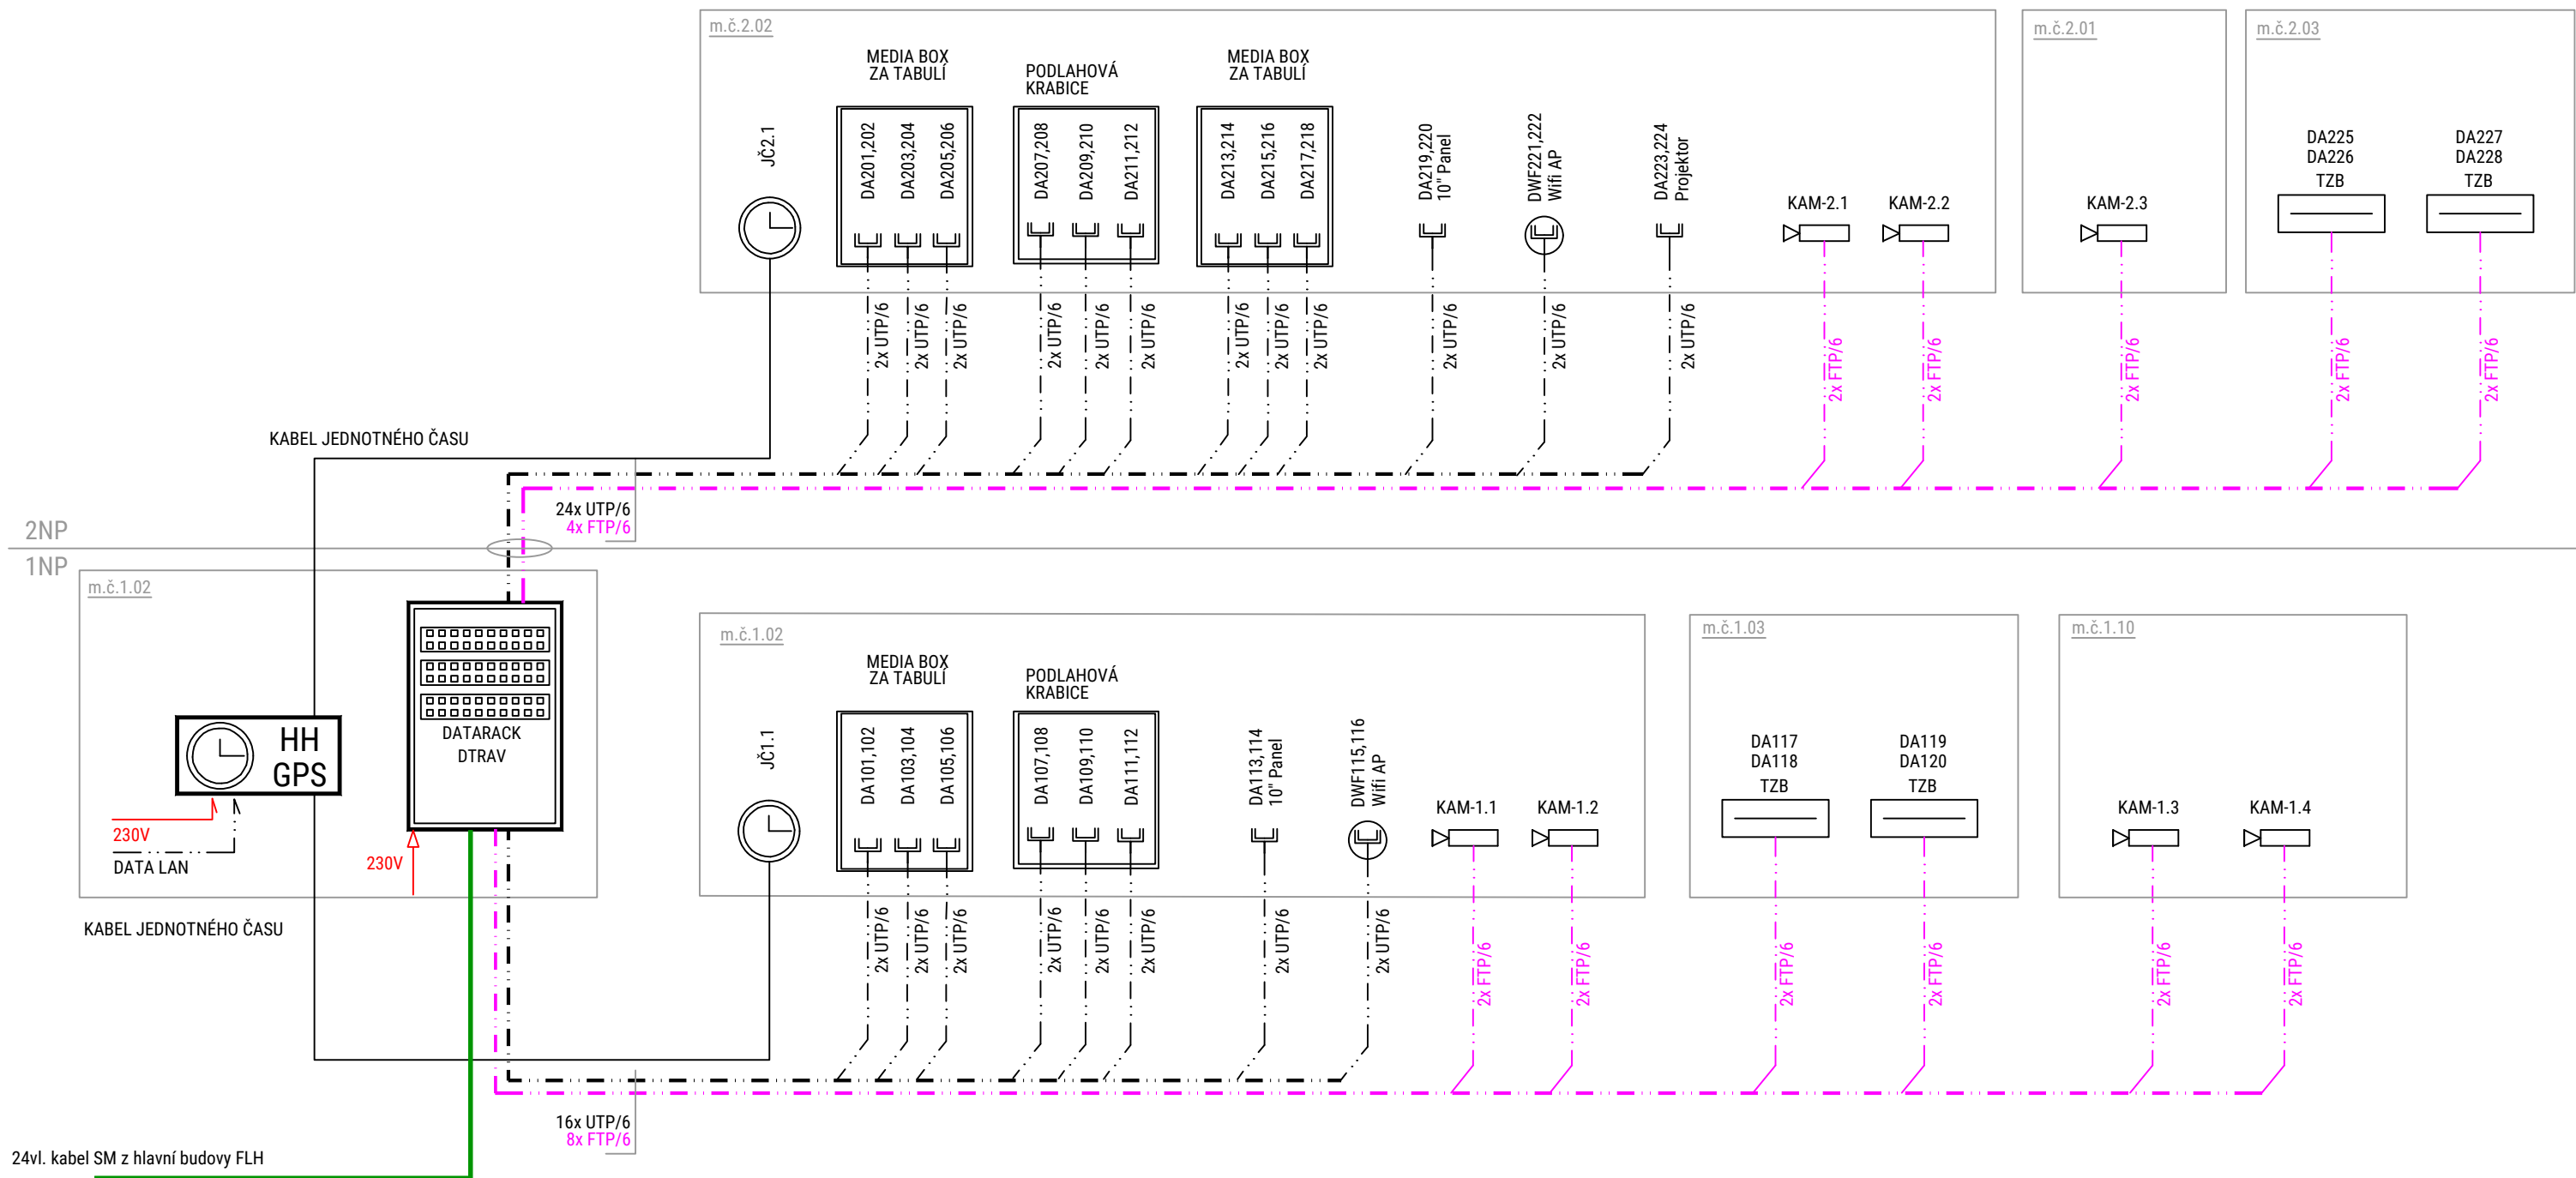 m.č.2.02
MEDIA BOX
ZA TABULÍ
PODLAHOVÁ
KRABICE
MEDIA BOX
ZA TABULÍ
JČ2.1
DA201,202
DA203,204
DA205,206
DA207,208
DA209,210
DA211,212
DA213,214
DA215,216
DA217,218
DA219,220
10" Panel
DWF221,222
Wifi AP
DA223,224
Projektor
KAM-2.1
KAM-2.2
m.č.2.01
KAM-2.3
m.č.2.03
DA225
DA226
TZB
DA227
DA228
TZB
2x UTP/6
2x UTP/6
2x UTP/6
2x UTP/6
2x UTP/6
2x UTP/6
2x UTP/6
2x UTP/6
2x UTP/6
2x UTP/6
2x UTP/6
2x UTP/6
2x FTP/6
2x FTP/6
2x FTP/6
2x FTP/6
2x FTP/6
KABEL JEDNOTNÉHO ČASU
24x UTP/6
4x FTP/6
2NP
1NP
m.č.1.02
DATARACK
DTRAV
HH
GPS
230V
DATA LAN
230V
KABEL JEDNOTNÉHO ČASU
m.č.1.02
MEDIA BOX
ZA TABULÍ
PODLAHOVÁ
KRABICE
JČ1.1
DA101,102
DA103,104
DA105,106
DA107,108
DA109,110
DA111,112
DA113,114
10" Panel
DWF115,116
Wifi AP
KAM-1.1
KAM-1.2
m.č.1.03
DA117
DA118
TZB
DA119
DA120
TZB
m.č.1.10
KAM-1.3
KAM-1.4
2x UTP/6
2x UTP/6
2x UTP/6
2x UTP/6
2x UTP/6
2x UTP/6
2x UTP/6
2x UTP/6
2x FTP/6
2x FTP/6
2x FTP/6
2x FTP/6
2x FTP/6
2x FTP/6
16x UTP/6
8x FTP/6
24vl. kabel SM z hlavní budovy FLH